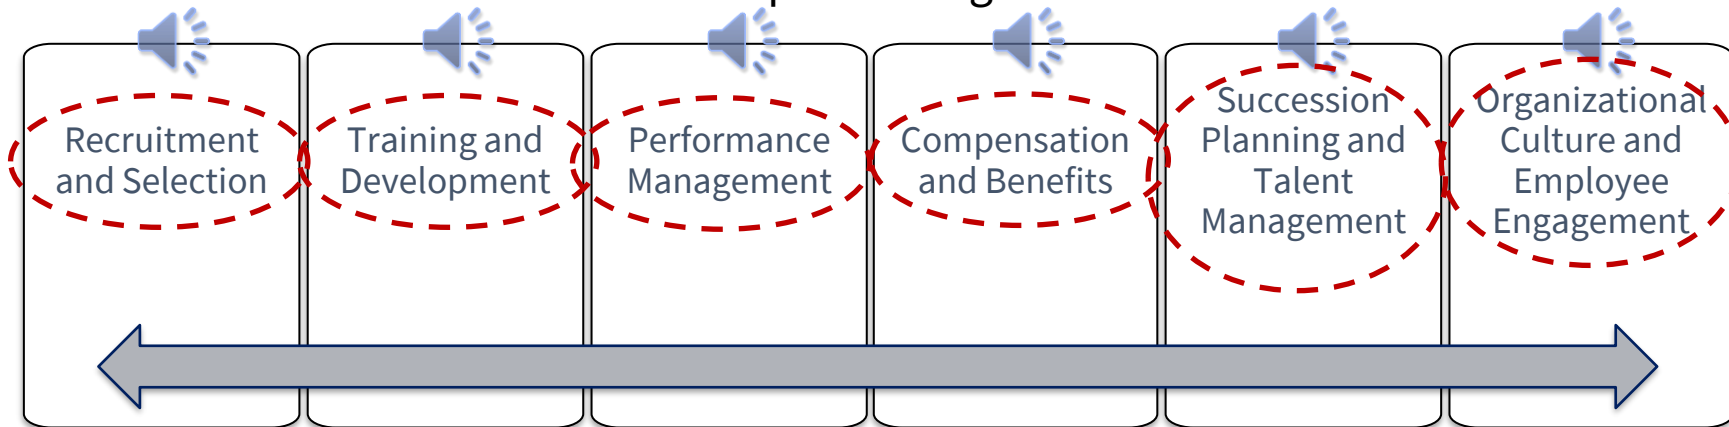 Recruitment
and Selection
Training and
Development
Performance
Management
Compensation
and Benefits
Succession
Planning and
Talent
Management
Organizational
Culture and
Employee
Engagement